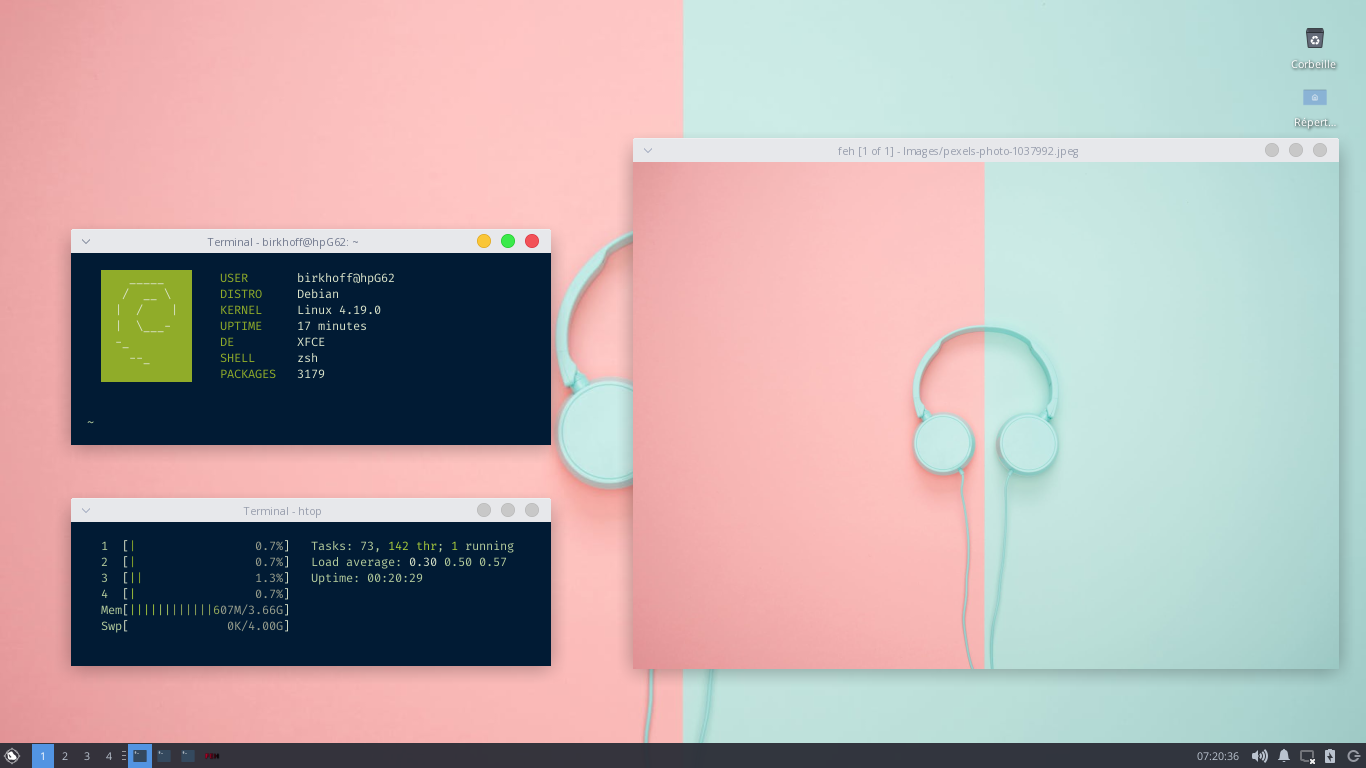 Corbeille
Répert...
feh [1 of 1] - Images/pexels-photo-1037992.jpeg
Terminal - birkhoff@hpG62: ~
USER birkhoff@hpG62
DISTRO Debian
KERNEL Linux 4.19.0
UPTIME 17 minutes
DE XFCE
SHELL zsh
PACKAGES 3179
~
Terminal - htop
1 [| 0.7%] Tasks: 73, 142 thr; 1 running
2 [| 0.7%] Load average: 0.30 0.50 0.57
3 [|| 1.3%] Uptime: 00:20:29
4 [| 0.7%]
Mem[||||||||||||607M/3.66G]
Swp[ 0K/4.00G]
1 2 3 4 07:20:36